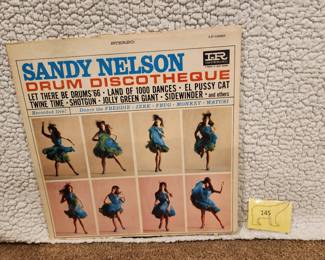 STEREO
SANDY NELSON
DRUM DISCOTHEQUE
LET THERE BE DRUMS '66 • LAND OF 1000 DANCES • EL PUSSY CAT
TWINE TIME • SHOTGUN • JOLLY GREEN GIANT • SIDEWINDER • and others
Recorded live! Dance the FREDDIE - JERK - FRUG - MONKEY - WATUSI
145